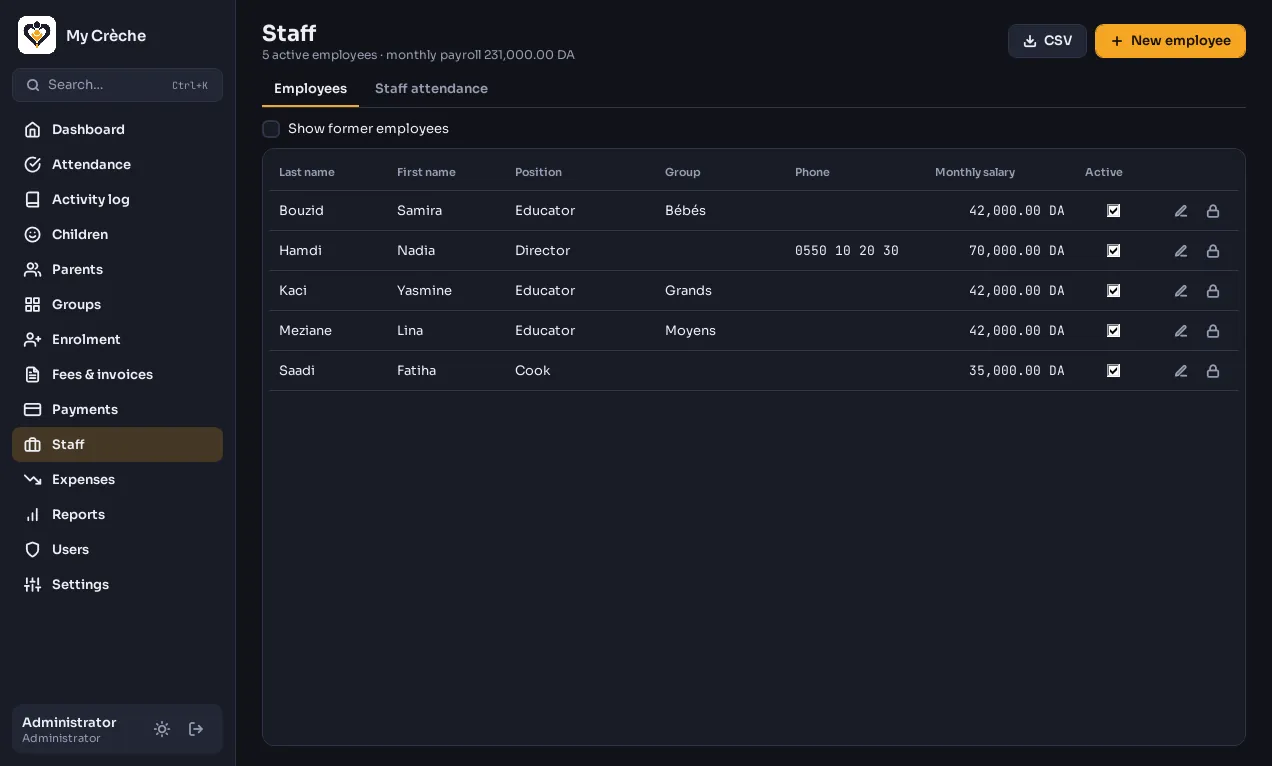 My Crèche
Search... Ctrl+K
Dashboard
Attendance
Activity log
Children
Parents
Groups
Enrolment
Fees & invoices
Payments
Staff
Expenses
Reports
Users
Settings
Administrator
Administrator
Staff
5 active employees · monthly payroll 231,000.00 DA
CSV
New employee
Employees Staff attendance
Show former employees
Last name First name Position Group Phone Monthly salary Active
Bouzid Samira Educator Bébés 42,000.00 DA
Hamdi Nadia Director 0550 10 20 30 70,000.00 DA
Kaci Yasmine Educator Grands 42,000.00 DA
Meziane Lina Educator Moyens 42,000.00 DA
Saadi Fatiha Cook 35,000.00 DA